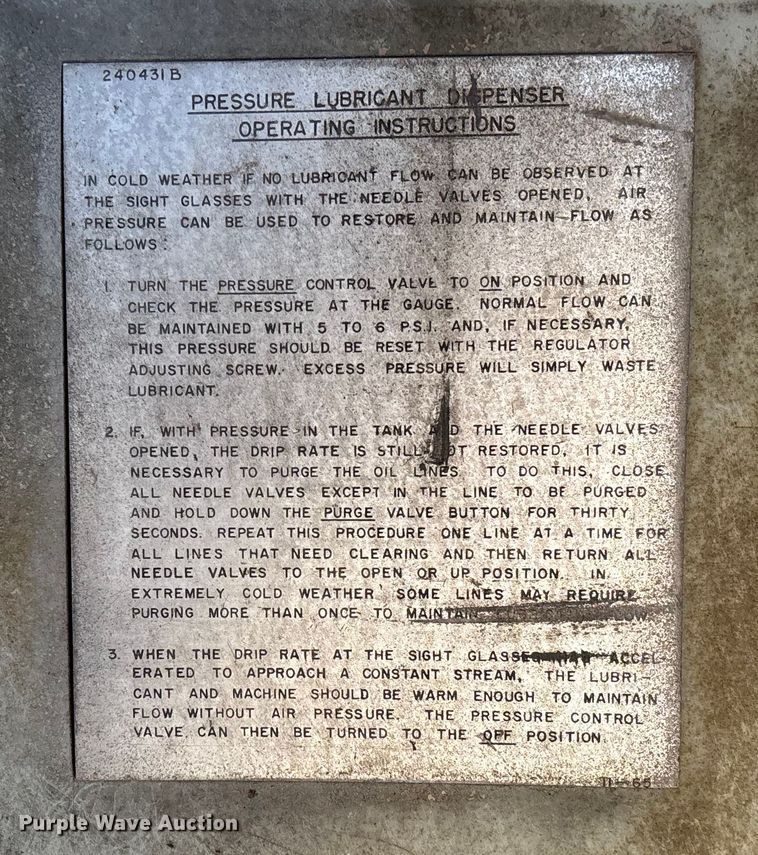 240431 B
PRESSURE LUBRICANT DISPENSER
OPERATING INSTRUCTIONS
IN COLD WEATHER IF NO LUBRICANT FLOW CAN BE OBSERVED AT
THE SIGHT GLASSES WITH THE NEEDLE VALVES OPENED, AIR
PRESSURE CAN BE USED TO RESTORE AND MAINTAIN FLOW AS
FOLLOWS:
1. TURN THE PRESSURE CONTROL VALVE TO ON POSITION AND
CHECK THE PRESSURE AT THE GAUGE. NORMAL FLOW CAN
BE MAINTAINED WITH 5 TO 6 P.S.I. AND, IF NECESSARY,
THIS PRESSURE SHOULD BE RESET WITH THE REGULATOR
ADJUSTING SCREW. EXCESS PRESSURE WILL SIMPLY WASTE
LUBRICANT.
2. IF, WITH PRESSURE IN THE TANK AND THE NEEDLE VALVES
OPENED, THE DRIP RATE IS STILL NOT RESTORED, IT IS
NECESSARY TO PURGE THE OIL LINES. TO DO THIS, CLOSE
ALL NEEDLE VALVES EXCEPT IN THE LINE TO BE PURGED
AND HOLD DOWN THE PURGE VALVE BUTTON FOR THIRTY
SECONDS. REPEAT THIS PROCEDURE ONE LINE AT A TIME FOR
ALL LINES THAT NEED CLEARING AND THEN RETURN ALL
NEEDLE VALVES TO THE OPEN OR UP POSITION. IN
EXTREMELY COLD WEATHER SOME LINES MAY REQUIRE
PURGING MORE THAN ONCE TO MAINTAIN
3. WHEN THE DRIP RATE AT THE SIGHT GLASSES HAS ACCEL-
ERATED TO APPROACH A CONSTANT STREAM, THE LUBRI-
CANT AND MACHINE SHOULD BE WARM ENOUGH TO MAINTAIN
FLOW WITHOUT AIR PRESSURE. THE PRESSURE CONTROL
VALVE CAN THEN BE TURNED TO THE OFF POSITION.
Purple Wave Auction